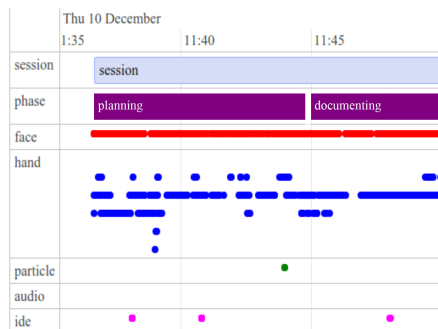 Thu 10 December
1:35 11:40 11:45
session session
phase planning documenting
face
hand
particle
audio
ide